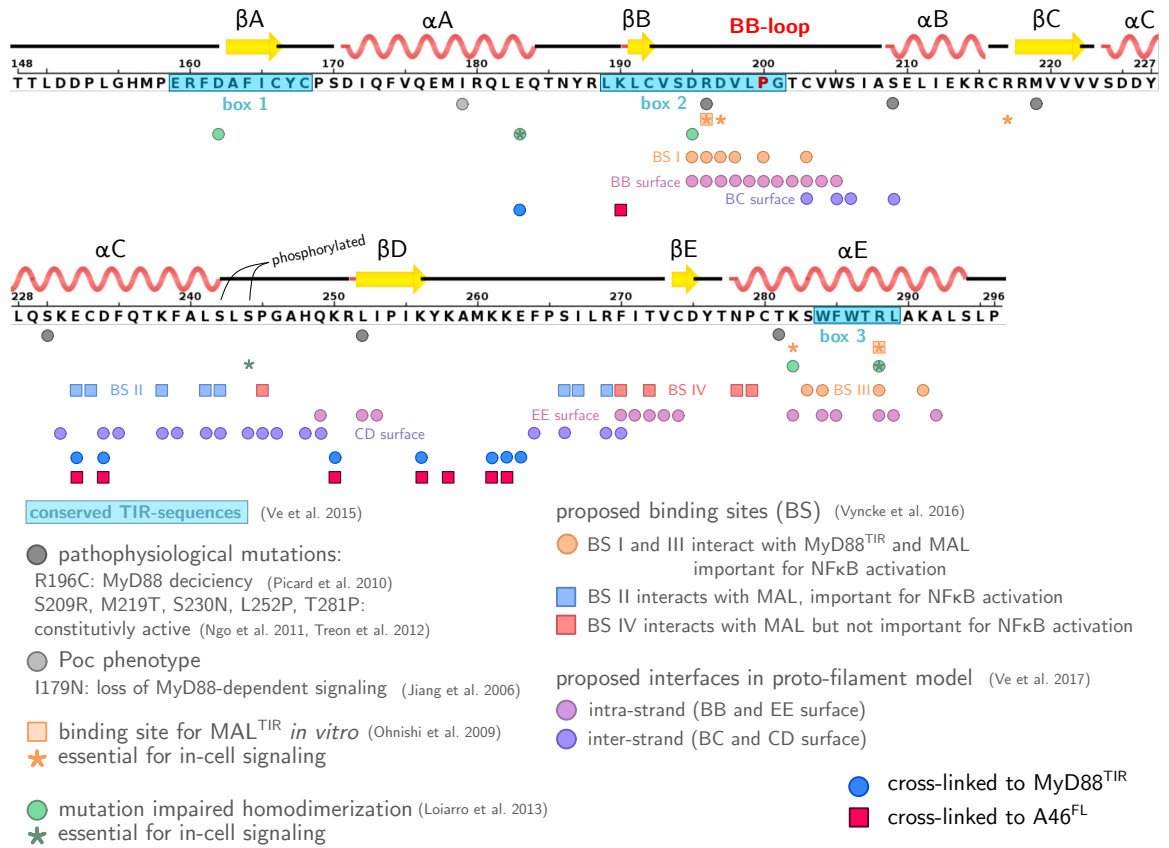 βA αA βB BB-loop αB βC αC
148 160 170 180 190 200 210 220 227
TTLDDPLGHMPERFDAFICYCPSDIQFVQEMIRQLEQTNYRLKLCVSDRDVLPGTCVWSIASELIEKRCRRMVVVVSDDY
box 1 box 2
BS I
BB surface
BC surface
αC phosphorylated βD βE αE
228 240 250 260 270 280 290 296
LQSKECDFQTKFALSLSPGAHQKRLIPIKYKAMKKEFPSILRFITVCDYTNPCTKSWFWTRLAKALSLP
box 3
BS II BS IV BS III
EE surface
CD surface
conserved TIR-sequences (Ve et al. 2015)
pathophysiological mutations:
R196C: MyD88 deciciency (Picard et al. 2010)
S209R, M219T, S230N, L252P, T281P:
constitutivly active (Ngo et al. 2011, Treon et al. 2012)
Poc phenotype
I179N: loss of MyD88-dependent signaling (Jiang et al. 2006)
binding site for MAL^TIR in vitro (Ohnishi et al. 2009)
essential for in-cell signaling
mutation impaired homodimerization (Loiarro et al. 2013)
essential for in-cell signaling
proposed binding sites (BS) (Vyncke et al. 2016)
BS I and III interact with MyD88^TIR and MAL
important for NFκB activation
BS II interacts with MAL, important for NFκB activation
BS IV interacts with MAL but not important for NFκB activation
proposed interfaces in proto-filament model (Ve et al. 2017)
intra-strand (BB and EE surface)
inter-strand (BC and CD surface)
cross-linked to MyD88^TIR
cross-linked to A46^FL